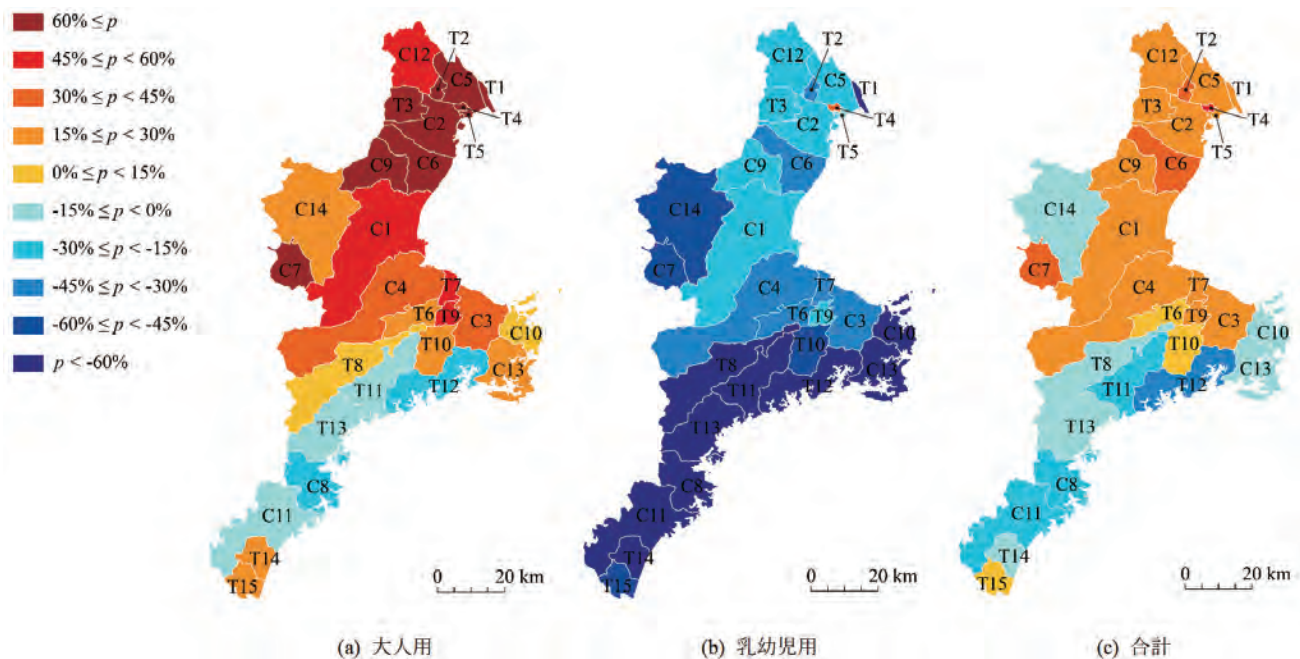 60% ≤ p
45% ≤ p < 60%
30% ≤ p < 45%
15% ≤ p < 30%
0% ≤ p < 15%
-15% ≤ p < 0%
-30% ≤ p < -15%
-45% ≤ p < -30%
-60% ≤ p < -45%
p < -60%
C12
T2
C5
T1
T3
T4
C2
T5
C9
C6
C14
C1
C7
C4
T7
T6
T9
C3
C10
T10
T8
C13
T11
T12
T13
C8
C11
T14
T15
0 20 km
(a) 大人用
C12
T2
C5
T1
T3
T4
C2
T5
C9
C6
C14
C1
C7
C4
T7
T6
T9
C3
C10
T10
T8
C13
T11
T12
T13
C8
C11
T14
T15
0 20 km
(b) 乳幼児用
C12
T2
C5
T1
T3
T4
C2
T5
C9
C6
C14
C1
C7
C4
T7
T6
T9
C3
C10
T10
T8
C13
T11
T12
T13
C8
C11
T14
T15
0 20 km
(c) 合計